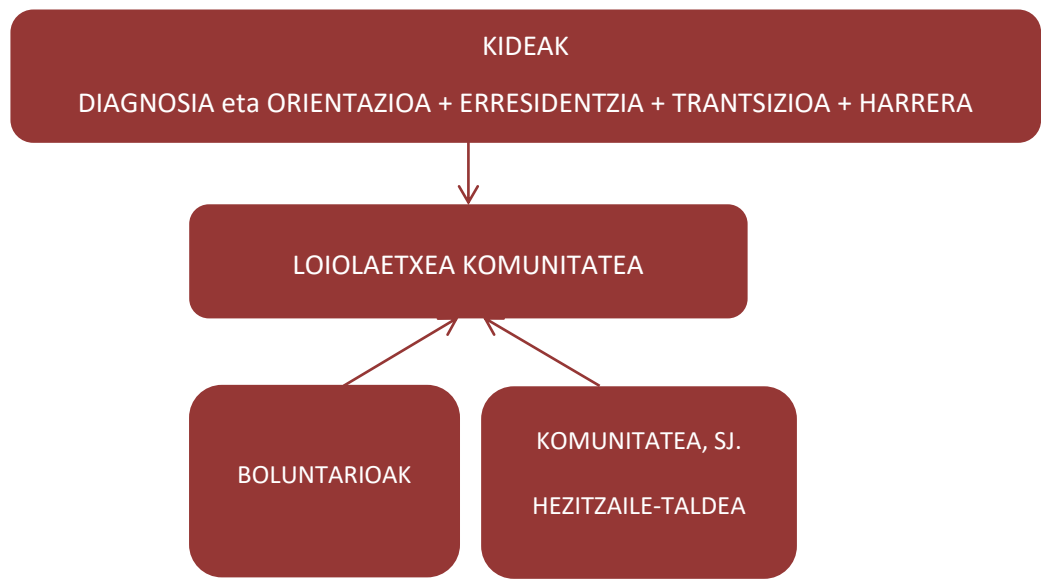 KIDEAK
DIAGNOSIA eta ORIENTAZIOA + ERRESIDENTZIA + TRANTSIZIOA + HARRERA
LOIOLAETXEA KOMUNITATEA
BOLUNTARIOAK
KOMUNITATEA, SJ.
HEZITZAILE-TALDEA